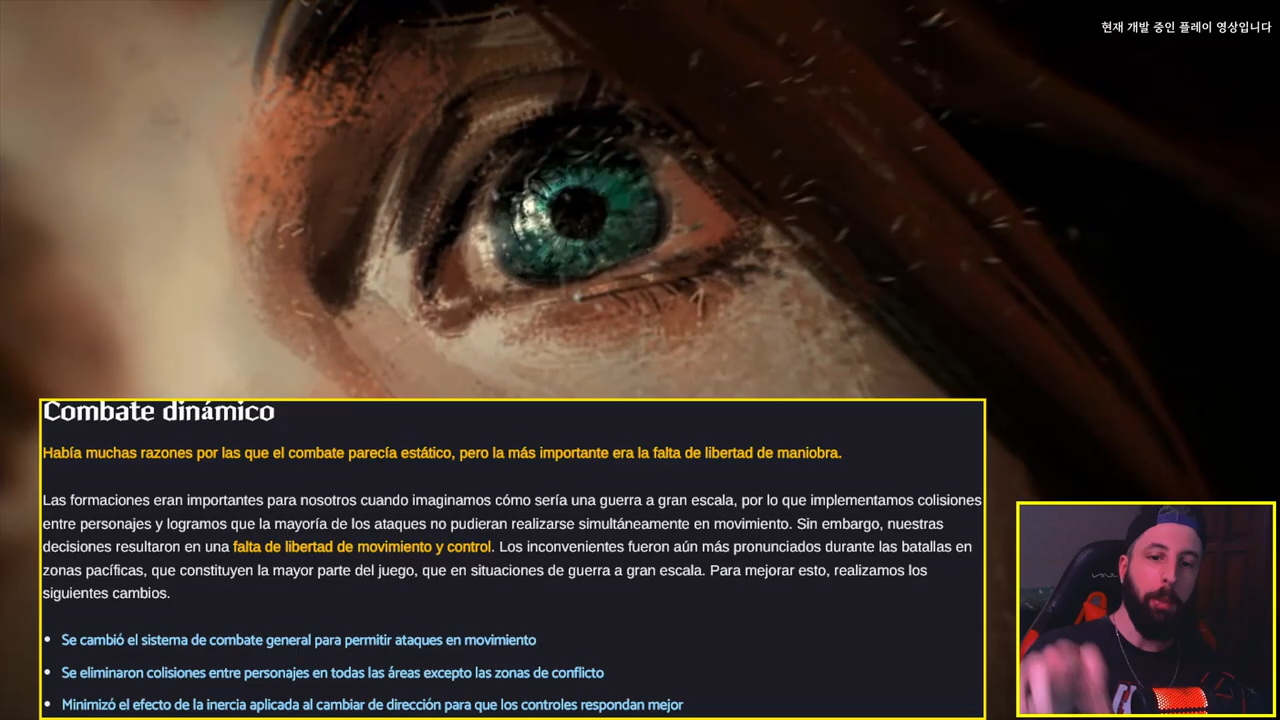 현재 개발 중인 플레이 영상입니다
Combate dinámico
Había muchas razones por las que el combate parecía estático, pero la más importante era la falta de libertad de maniobra.
Las formaciones eran importantes para nosotros cuando imaginamos cómo sería una guerra a gran escala, por lo que implementamos colisiones
entre personajes y logramos que la mayoría de los ataques no pudieran realizarse simultáneamente en movimiento. Sin embargo, nuestras
decisiones resultaron en una falta de libertad de movimiento y control. Los inconvenientes fueron aún más pronunciados durante las batallas en
zonas pacíficas, que constituyen la mayor parte del juego, que en situaciones de guerra a gran escala. Para mejorar esto, realizamos los
siguientes cambios.
• Se cambió el sistema de combate general para permitir ataques en movimiento
• Se eliminaron colisiones entre personajes en todas las áreas excepto las zonas de conflicto
• Minimizó el efecto de la inercia aplicada al cambiar de dirección para que los controles respondan mejor